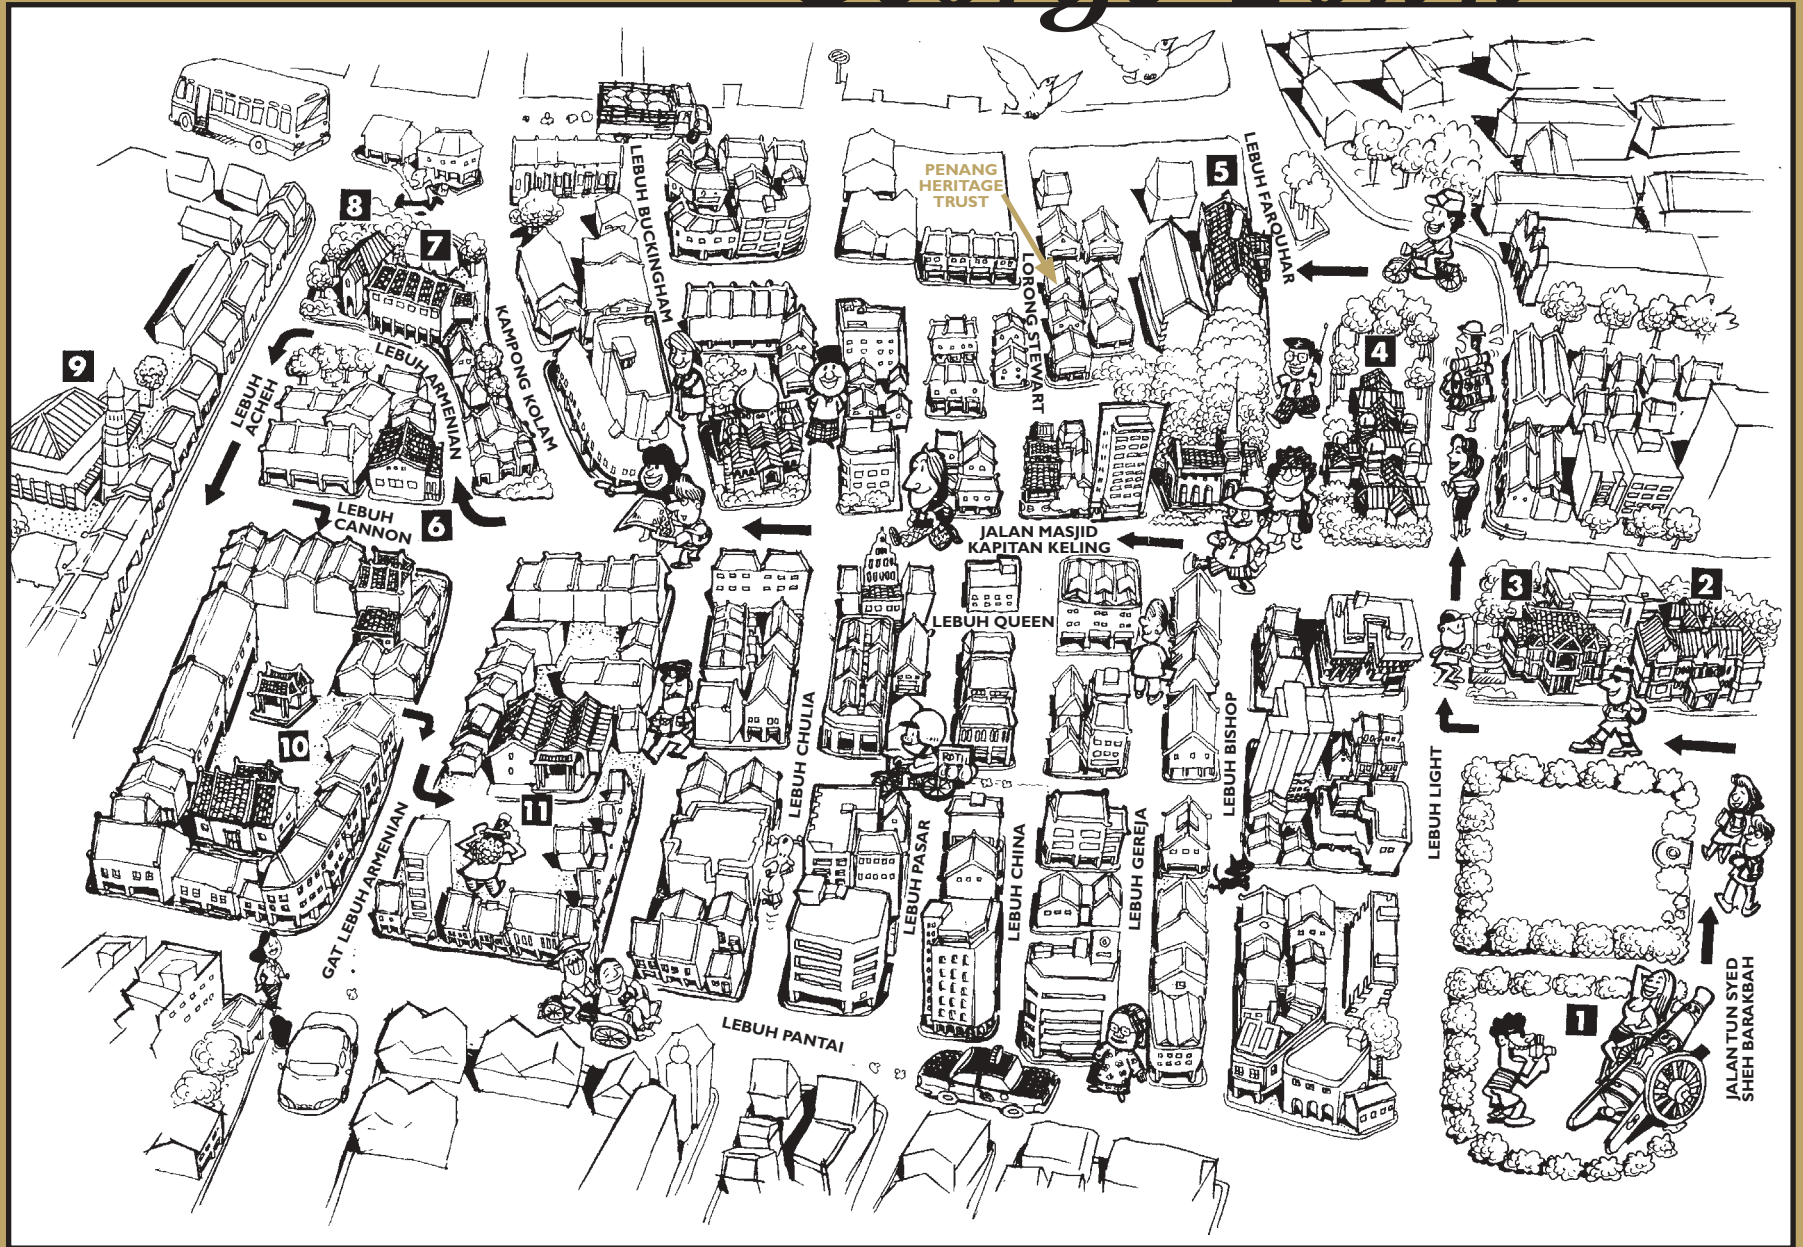 PENANG
HERITAGE
TRUST
5
LEBUH FARQUHAR
LEBUH BUCKINGHAM
8
7
LORONG STEWART
KAMPONG KOLAM
4
9
LEBUH ARMENIAN
LEBUH
ACHEH
LEBUH
CANNON
6
JALAN MASJID
KAPITAN KELING
3
2
LEBUH QUEEN
10
LEBUH CHULIA
LEBUH BISHOP
LEBUH LIGHT
ROTI
11
GAT LEBUH ARMENIAN
LEBUH PASAR
LEBUH CHINA
LEBUH GEREJA
LEBUH PANTAI
1
JALAN TUN SYED
SHEH BARAKBAH